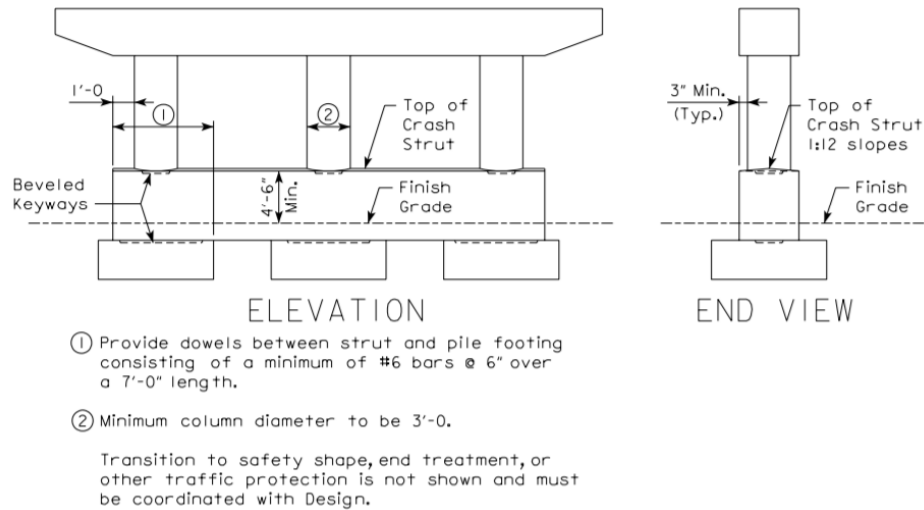 1'-0
①
②
Top of
Crash
Strut
Beveled
Keyways
4'-6"
Min.
Finish
Grade
3" Min.
(Typ.)
Top of
Crash Strut
1:12 slopes
Finish
Grade
ELEVATION
END VIEW
① Provide dowels between strut and pile footing
consisting of a minimum of #6 bars @ 6" over
a 7'-0" length.
② Minimum column diameter to be 3'-0.
Transition to safety shape, end treatment, or
other traffic protection is not shown and must
be coordinated with Design.